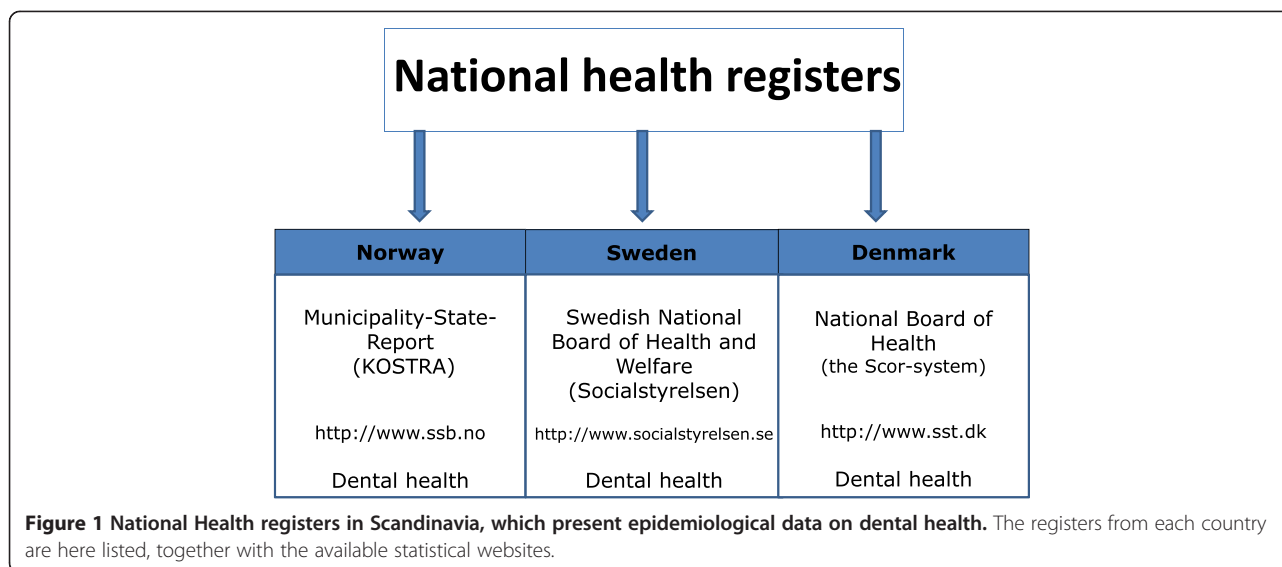 National health registers
Norway
Sweden
Denmark
Municipality-State-
Report
(KOSTRA)
http://www.ssb.no
Dental health
Swedish National
Board of Health and
Welfare
(Socialstyrelsen)
http://www.socialstyrelsen.se
Dental health
National Board of
Health
(the Scor-system)
http://www.sst.dk
Dental health
Figure 1 National Health registers in Scandinavia, which present epidemiological data on dental health. The registers from each country
are here listed, together with the available statistical websites.